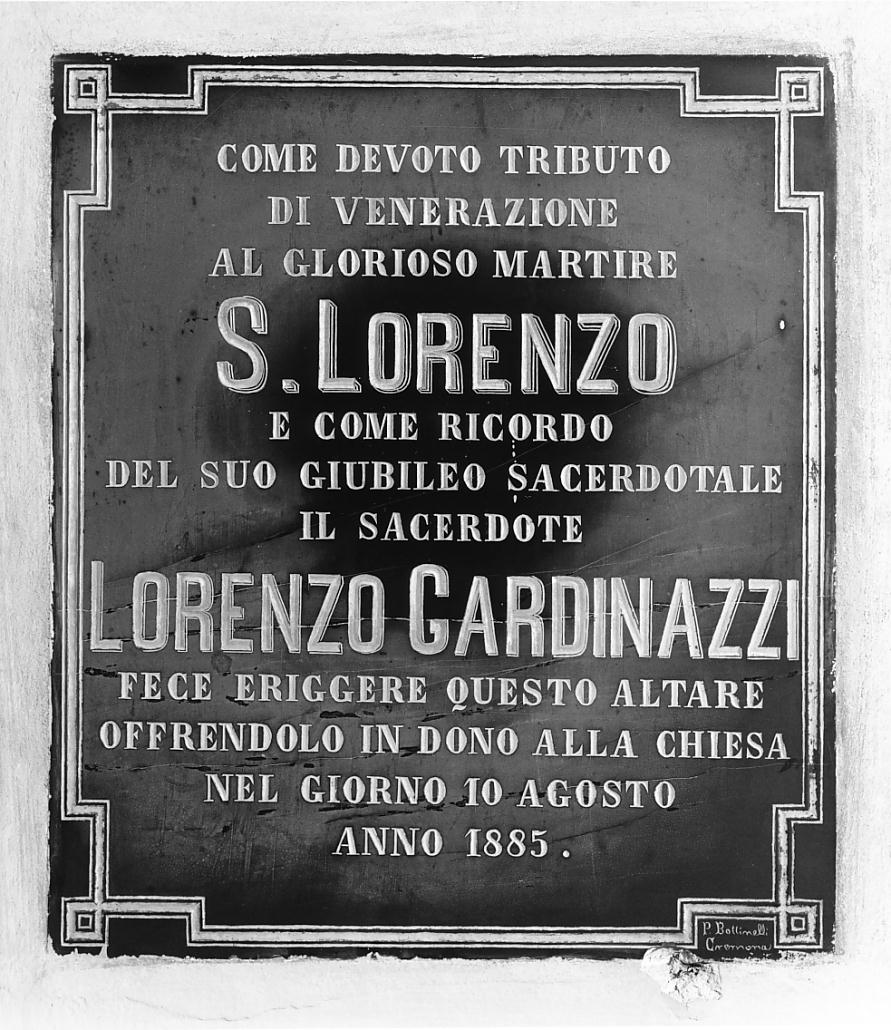 COME DEVOTO TRIBUTO
DI VENERAZIONE
AL GLORIOSO MARTIRE
S. LORENZO
E COME RICORDO
DEL SUO GIUBILEO SACERDOTALE
IL SACERDOTE
LORENZO GARDINAZZI
FECE ERIGGERE QUESTO ALTARE
OFFRENDOLO IN DONO ALLA CHIESA
NEL GIORNO 10 AGOSTO
ANNO 1885.
P. Bottinelli
Cremona